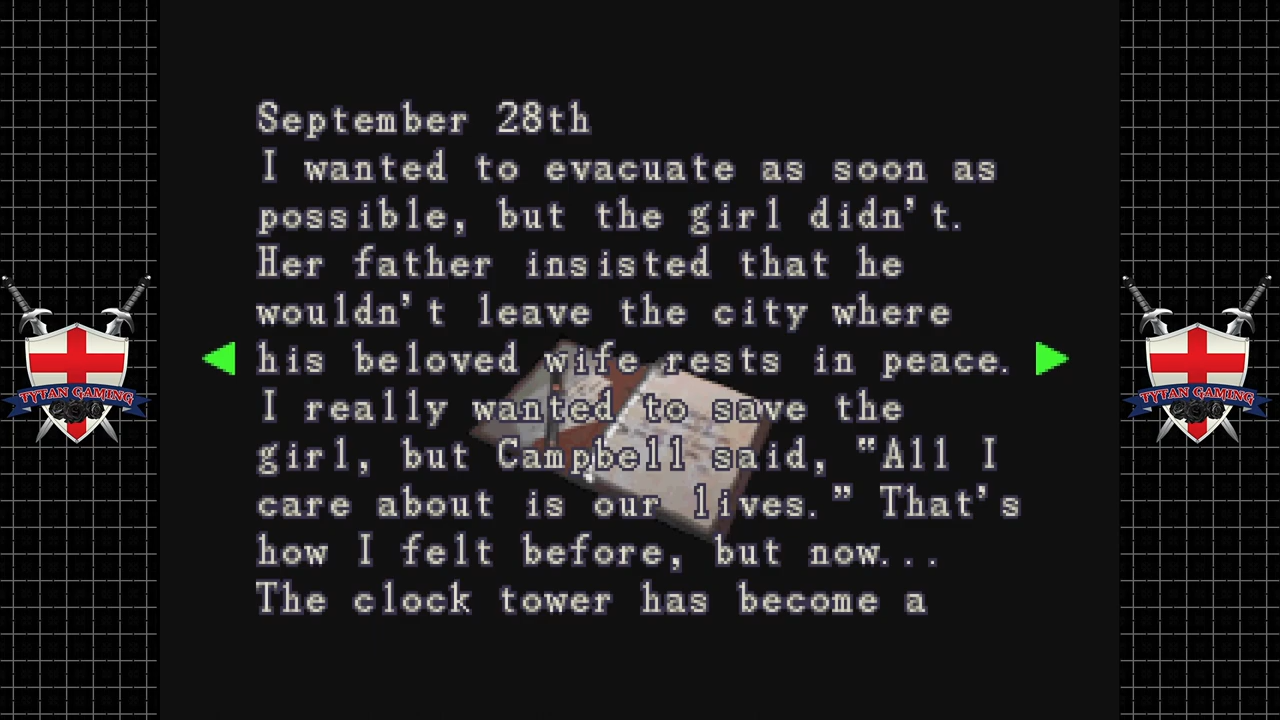 September 28th
I wanted to evacuate as soon as
possible, but the girl didn't.
Her father insisted that he
wouldn't leave the city where
his beloved wife rests in peace.
I really wanted to save the
girl, but Campbell said, "All I
care about is our lives." That's
how I felt before, but now...
The clock tower has become a
TYTAN GAMING
TYTAN GAMING